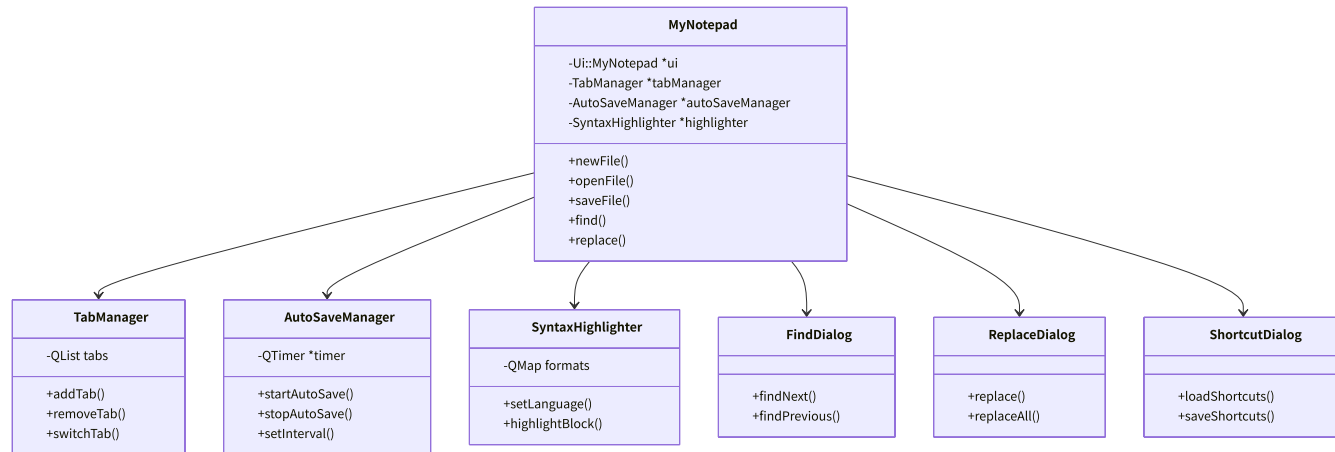 MyNotepad
-Ui::MyNotepad *ui
-TabManager *tabManager
-AutoSaveManager *autoSaveManager
-SyntaxHighlighter *highlighter
+newFile()
+openFile()
+saveFile()
+find()
+replace()
TabManager
-QList tabs
+addTab()
+removeTab()
+switchTab()
AutoSaveManager
-QTimer *timer
+startAutoSave()
+stopAutoSave()
+setInterval()
SyntaxHighlighter
-QMap formats
+setLanguage()
+highlightBlock()
FindDialog
+findNext()
+findPrevious()
ReplaceDialog
+replace()
+replaceAll()
ShortcutDialog
+loadShortcuts()
+saveShortcuts()